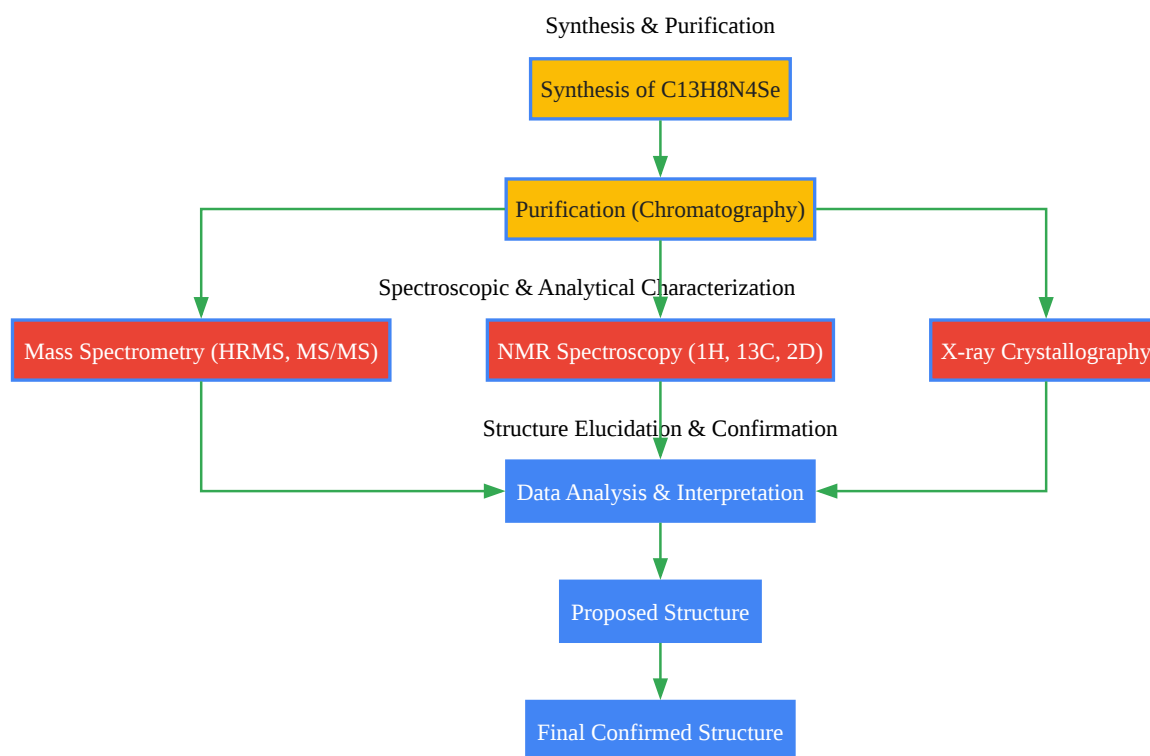 Synthesis & Purification
Synthesis of C13H8N4Se
Purification (Chromatography)
Spectroscopic & Analytical Characterization
Mass Spectrometry (HRMS, MS/MS)
NMR Spectroscopy (1H, 13C, 2D)
X-ray Crystallography
Structure Elucidation & Confirmation
Data Analysis & Interpretation
Proposed Structure
Final Confirmed Structure